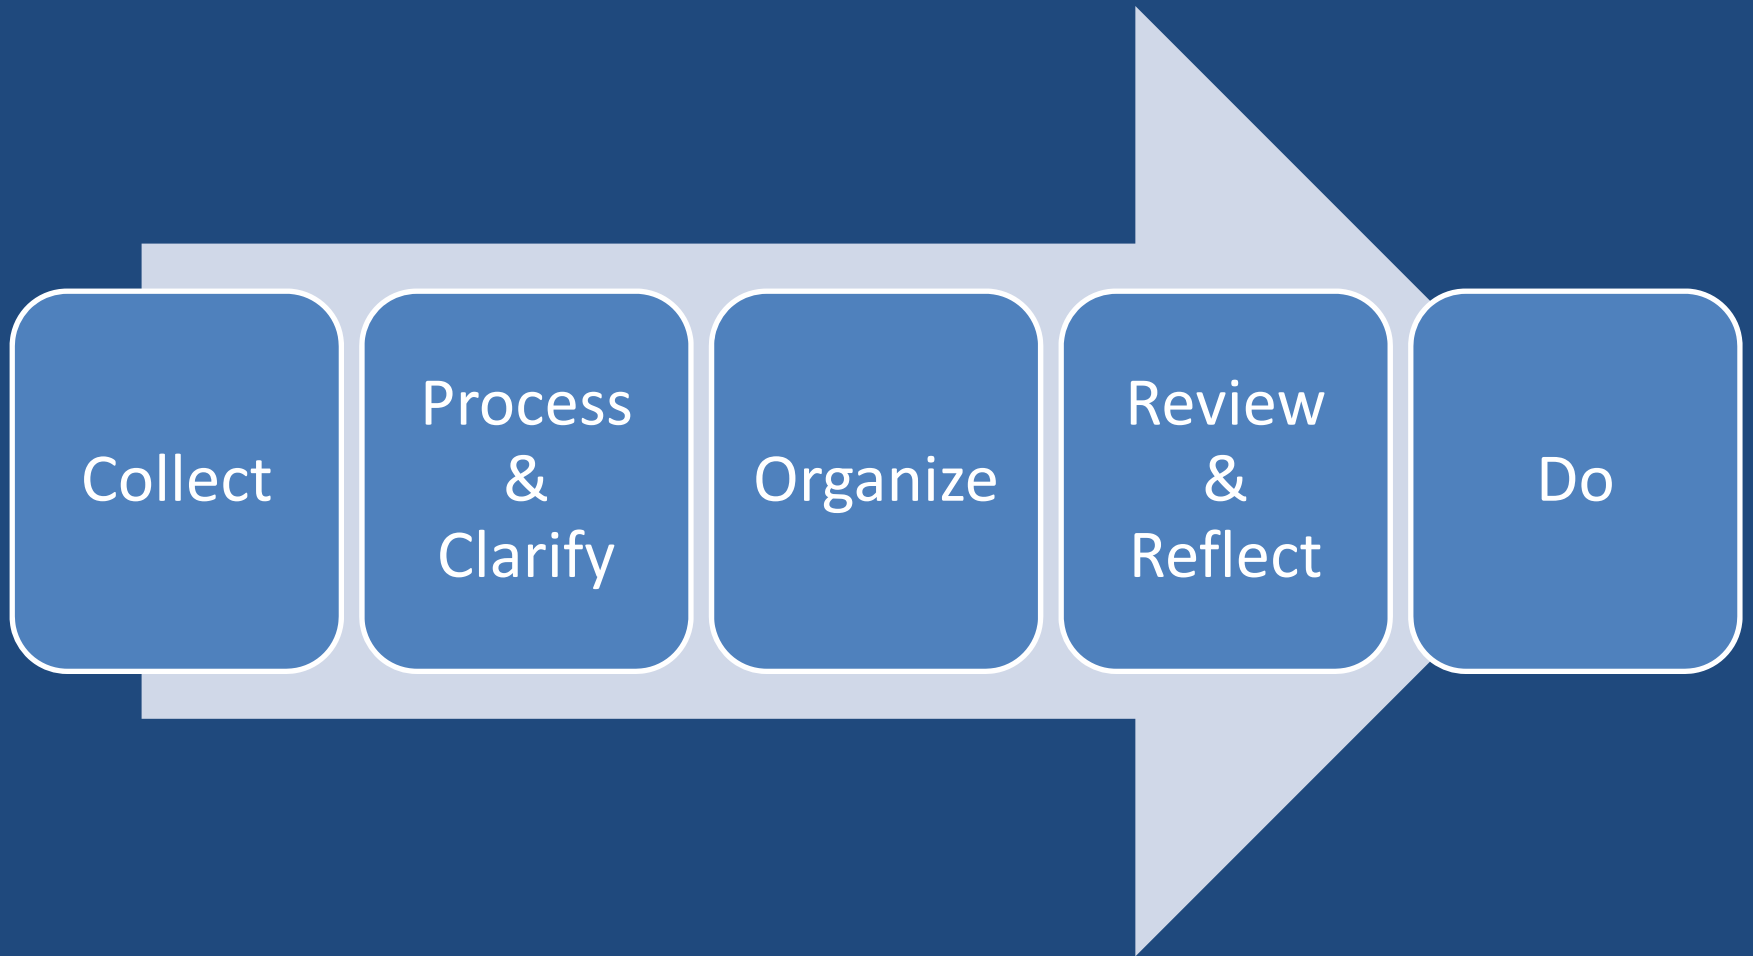 Collect
Process
&
Clarify
Organize
Review
&
Reflect
Do